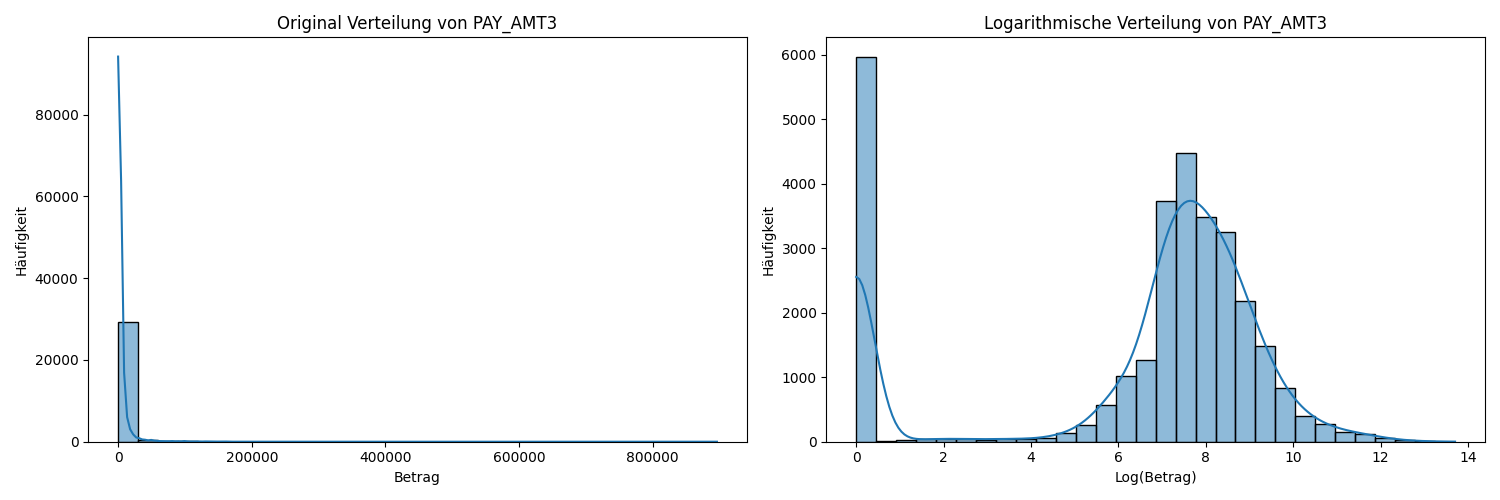 Original Verteilung von PAY_AMT3
Häufigkeit
80000
60000
40000
20000
0
0 200000 400000 600000 800000
Betrag
Logarithmische Verteilung von PAY_AMT3
Häufigkeit
6000
5000
4000
3000
2000
1000
0
0 2 4 6 8 10 12 14
Log(Betrag)